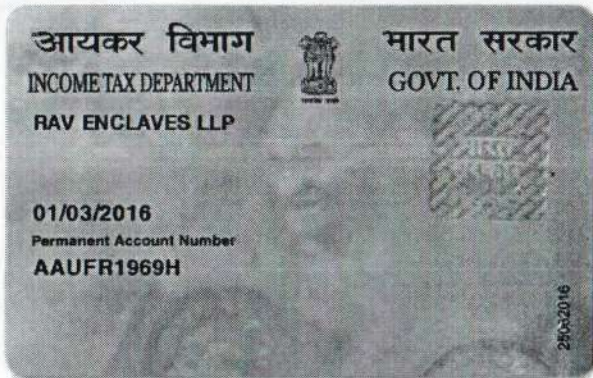 आयकर विभाग
INCOME TAX DEPARTMENT
भारत सरकार
GOVT. OF INDIA
RAV ENCLAVES LLP
भारत
01/03/2016
Permanent Account Number
AAUFR1969H